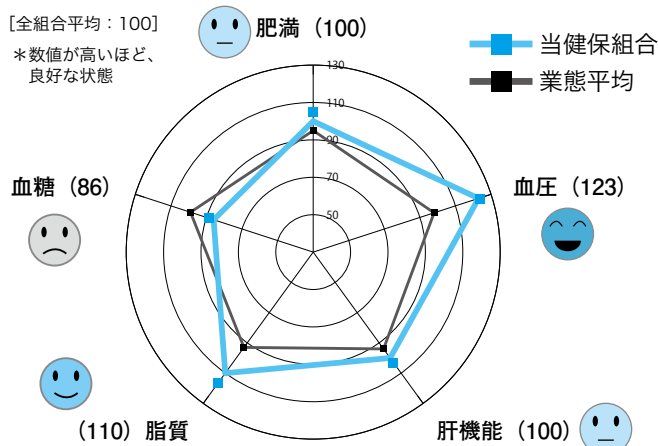 [全組合平均：100]
＊数値が高いほど、
良好な状態
肥満（100）
当健保組合
業態平均
130
110
90
70
50
血糖（86）
血圧（123）
（110）脂質
肝機能（100）